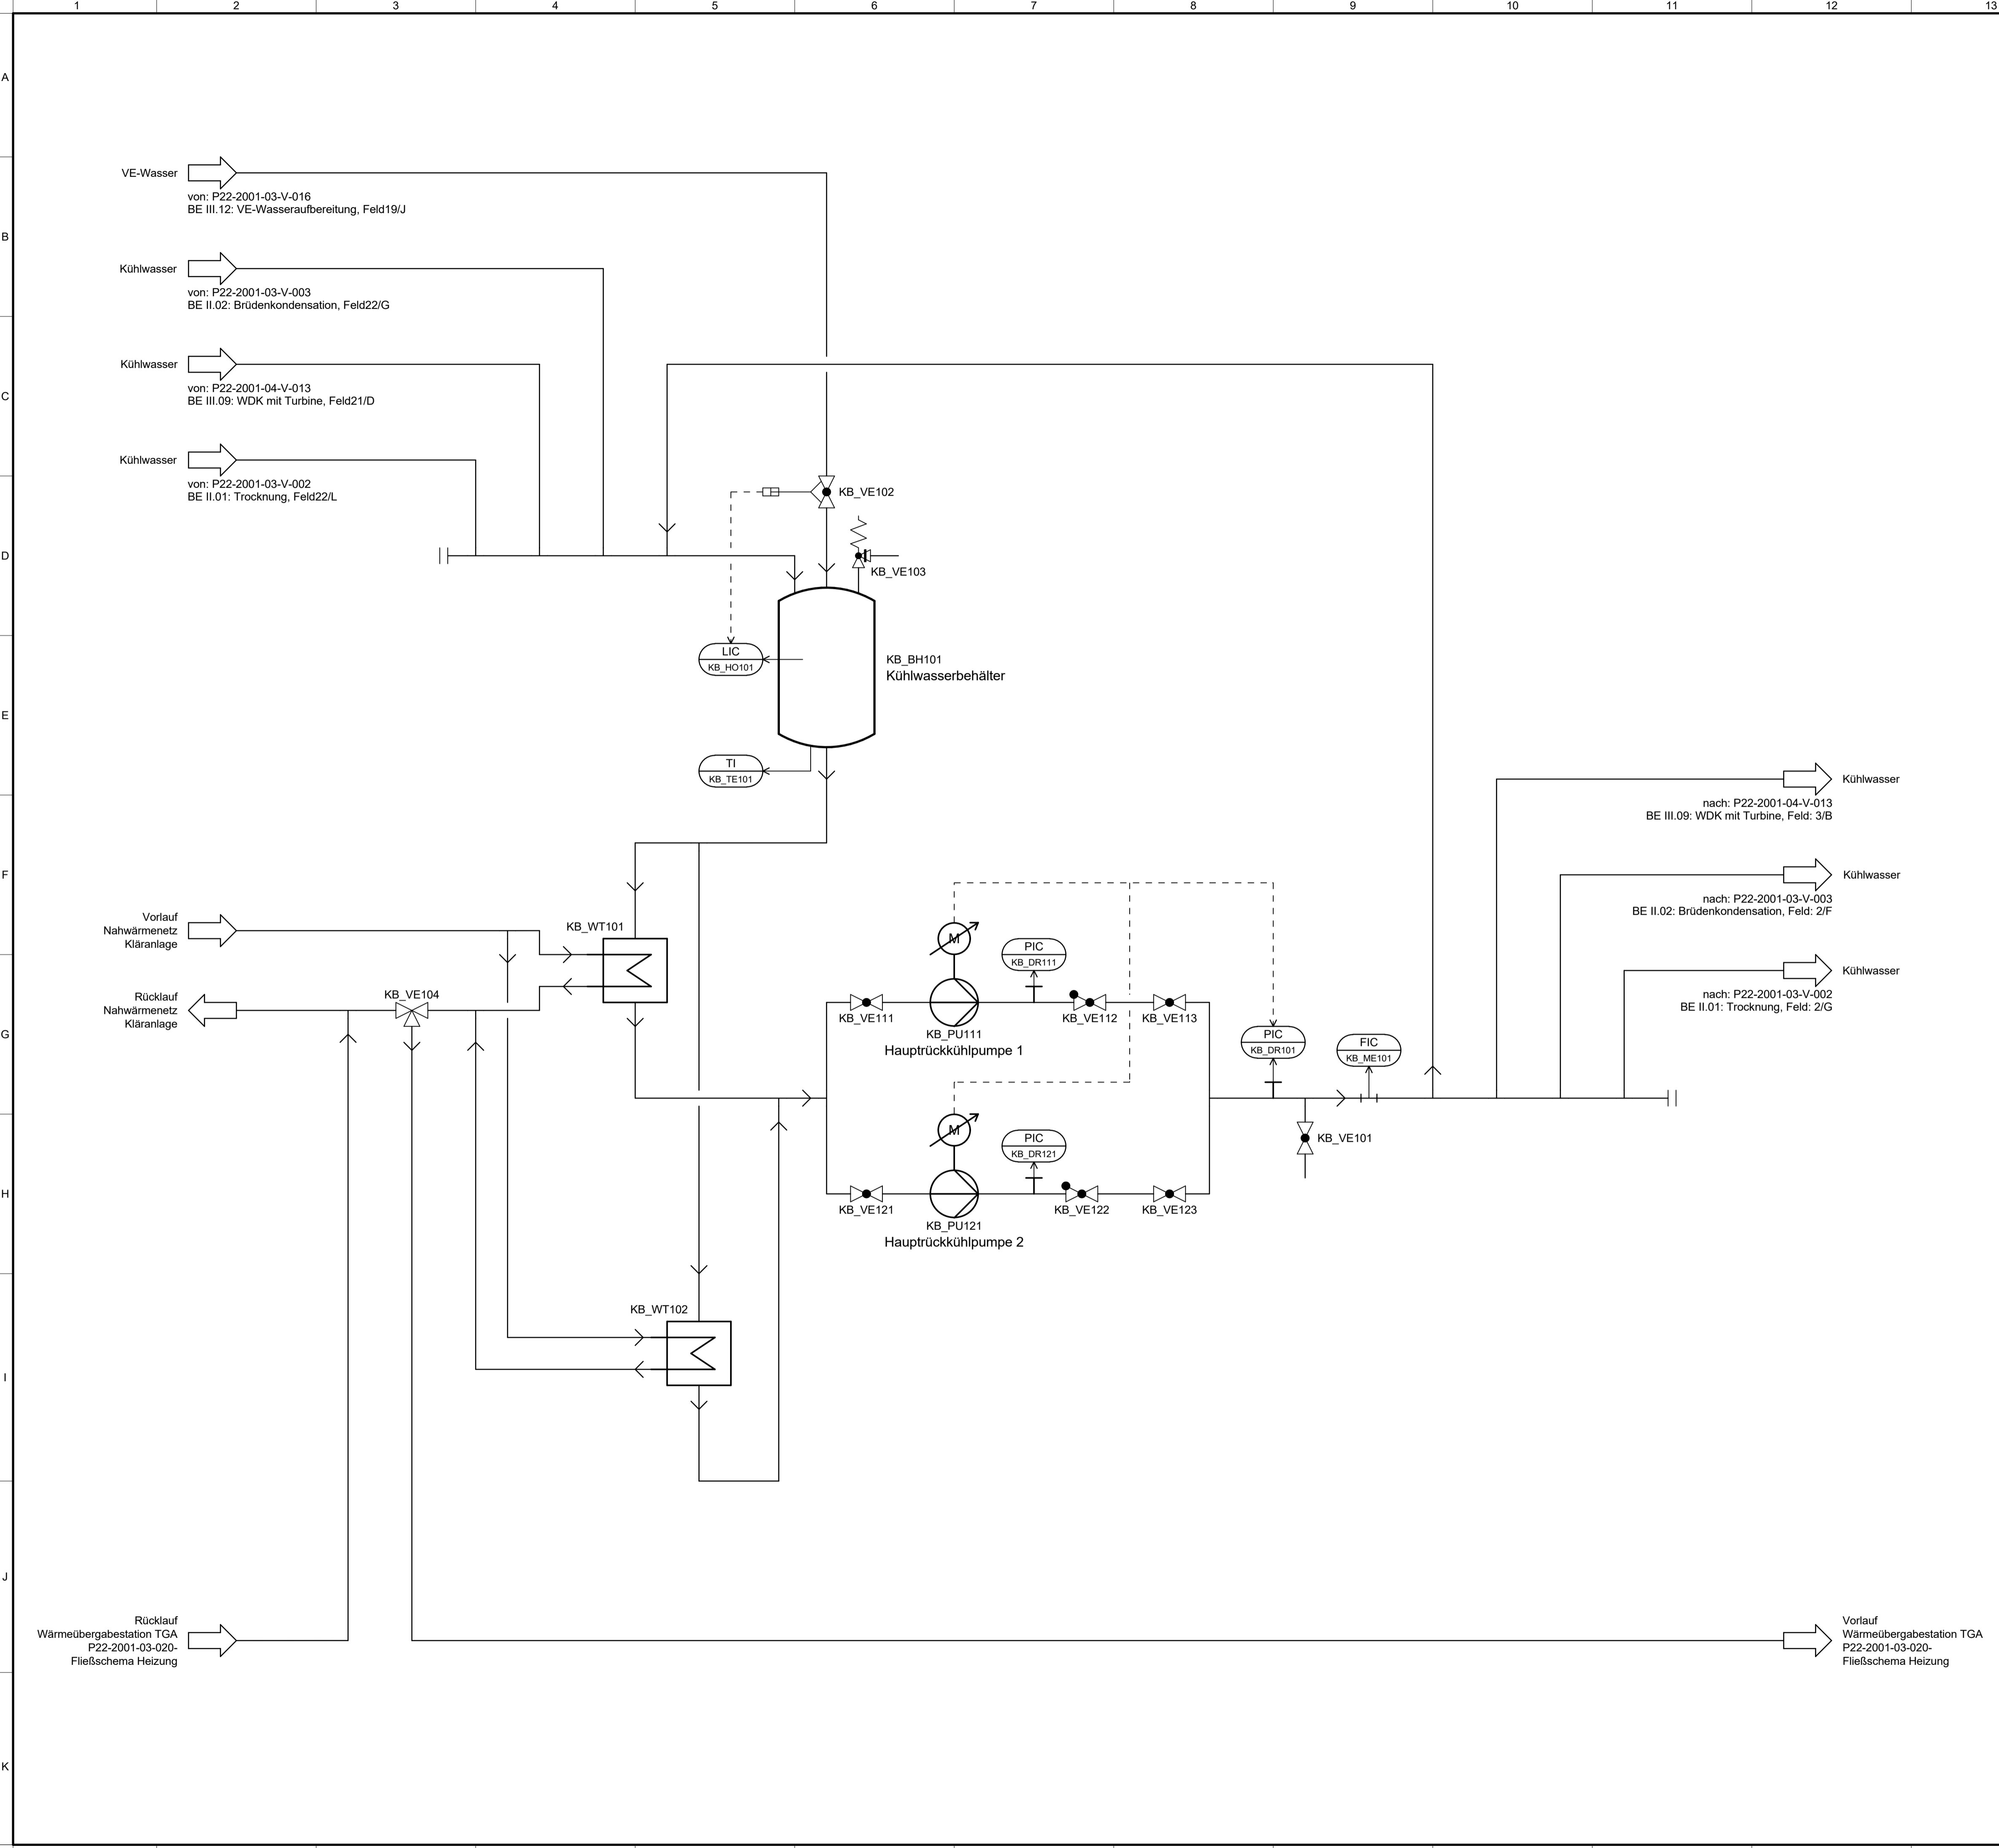 1 2 3 4 5 6 7 8 9 10 11 12 13
A
VE-Wasser
von: P22-2001-03-V-016
BE III.12: VE-Wasseraufbereitung, Feld19/J
B
Kühlwasser
von: P22-2001-03-V-003
BE II.02: Brüdenkondensation, Feld22/G
Kühlwasser
von: P22-2001-04-V-013
BE III.09: WDK mit Turbine, Feld21/D
C
Kühlwasser
von: P22-2001-03-V-002
BE II.01: Trocknung, Feld22/L
KB_VE102
D
KB_VE103
LIC
KB_HO101
KB_BH101
Kühlwasserbehälter
E
TI
KB_TE101
Kühlwasser
nach: P22-2001-04-V-013
BE III.09: WDK mit Turbine, Feld: 3/B
F
Kühlwasser
nach: P22-2001-03-V-003
BE II.02: Brüdenkondensation, Feld: 2/F
Vorlauf
Nahwärmenetz
Kläranlage
KB_WT101
M
PIC
KB_DR111
Kühlwasser
nach: P22-2001-03-V-002
BE II.01: Trocknung, Feld: 2/G
Rücklauf
Nahwärmenetz
Kläranlage
KB_VE104
KB_VE111
KB_PU111
Hauptrückkühlpumpe 1
KB_VE112
KB_VE113
G
PIC
KB_DR101
FIC
KB_ME101
M
PIC
KB_DR121
KB_VE101
H
KB_VE121
KB_PU121
Hauptrückkühlpumpe 2
KB_VE122
KB_VE123
KB_WT102
I
J
Rücklauf
Wärmeübergabestation TGA
P22-2001-03-020-
Fließschema Heizung
Vorlauf
Wärmeübergabestation TGA
P22-2001-03-020-
Fließschema Heizung
K